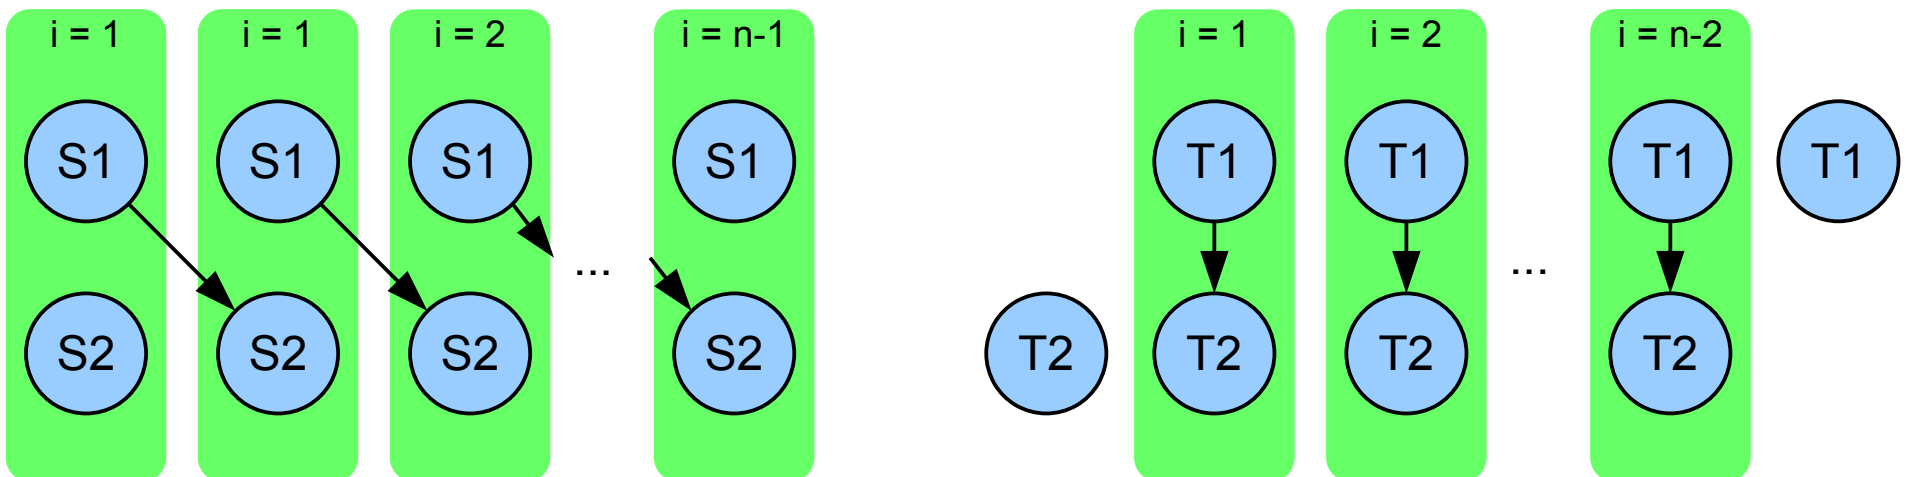 i = 1 i = 1 i = 2 i = n-1 i = 1 i = 2 i = n-2
S1 S1 S1 S1 T1 T1 T1 T1
... ...
S2 S2 S2 S2 T2 T2 T2 T2